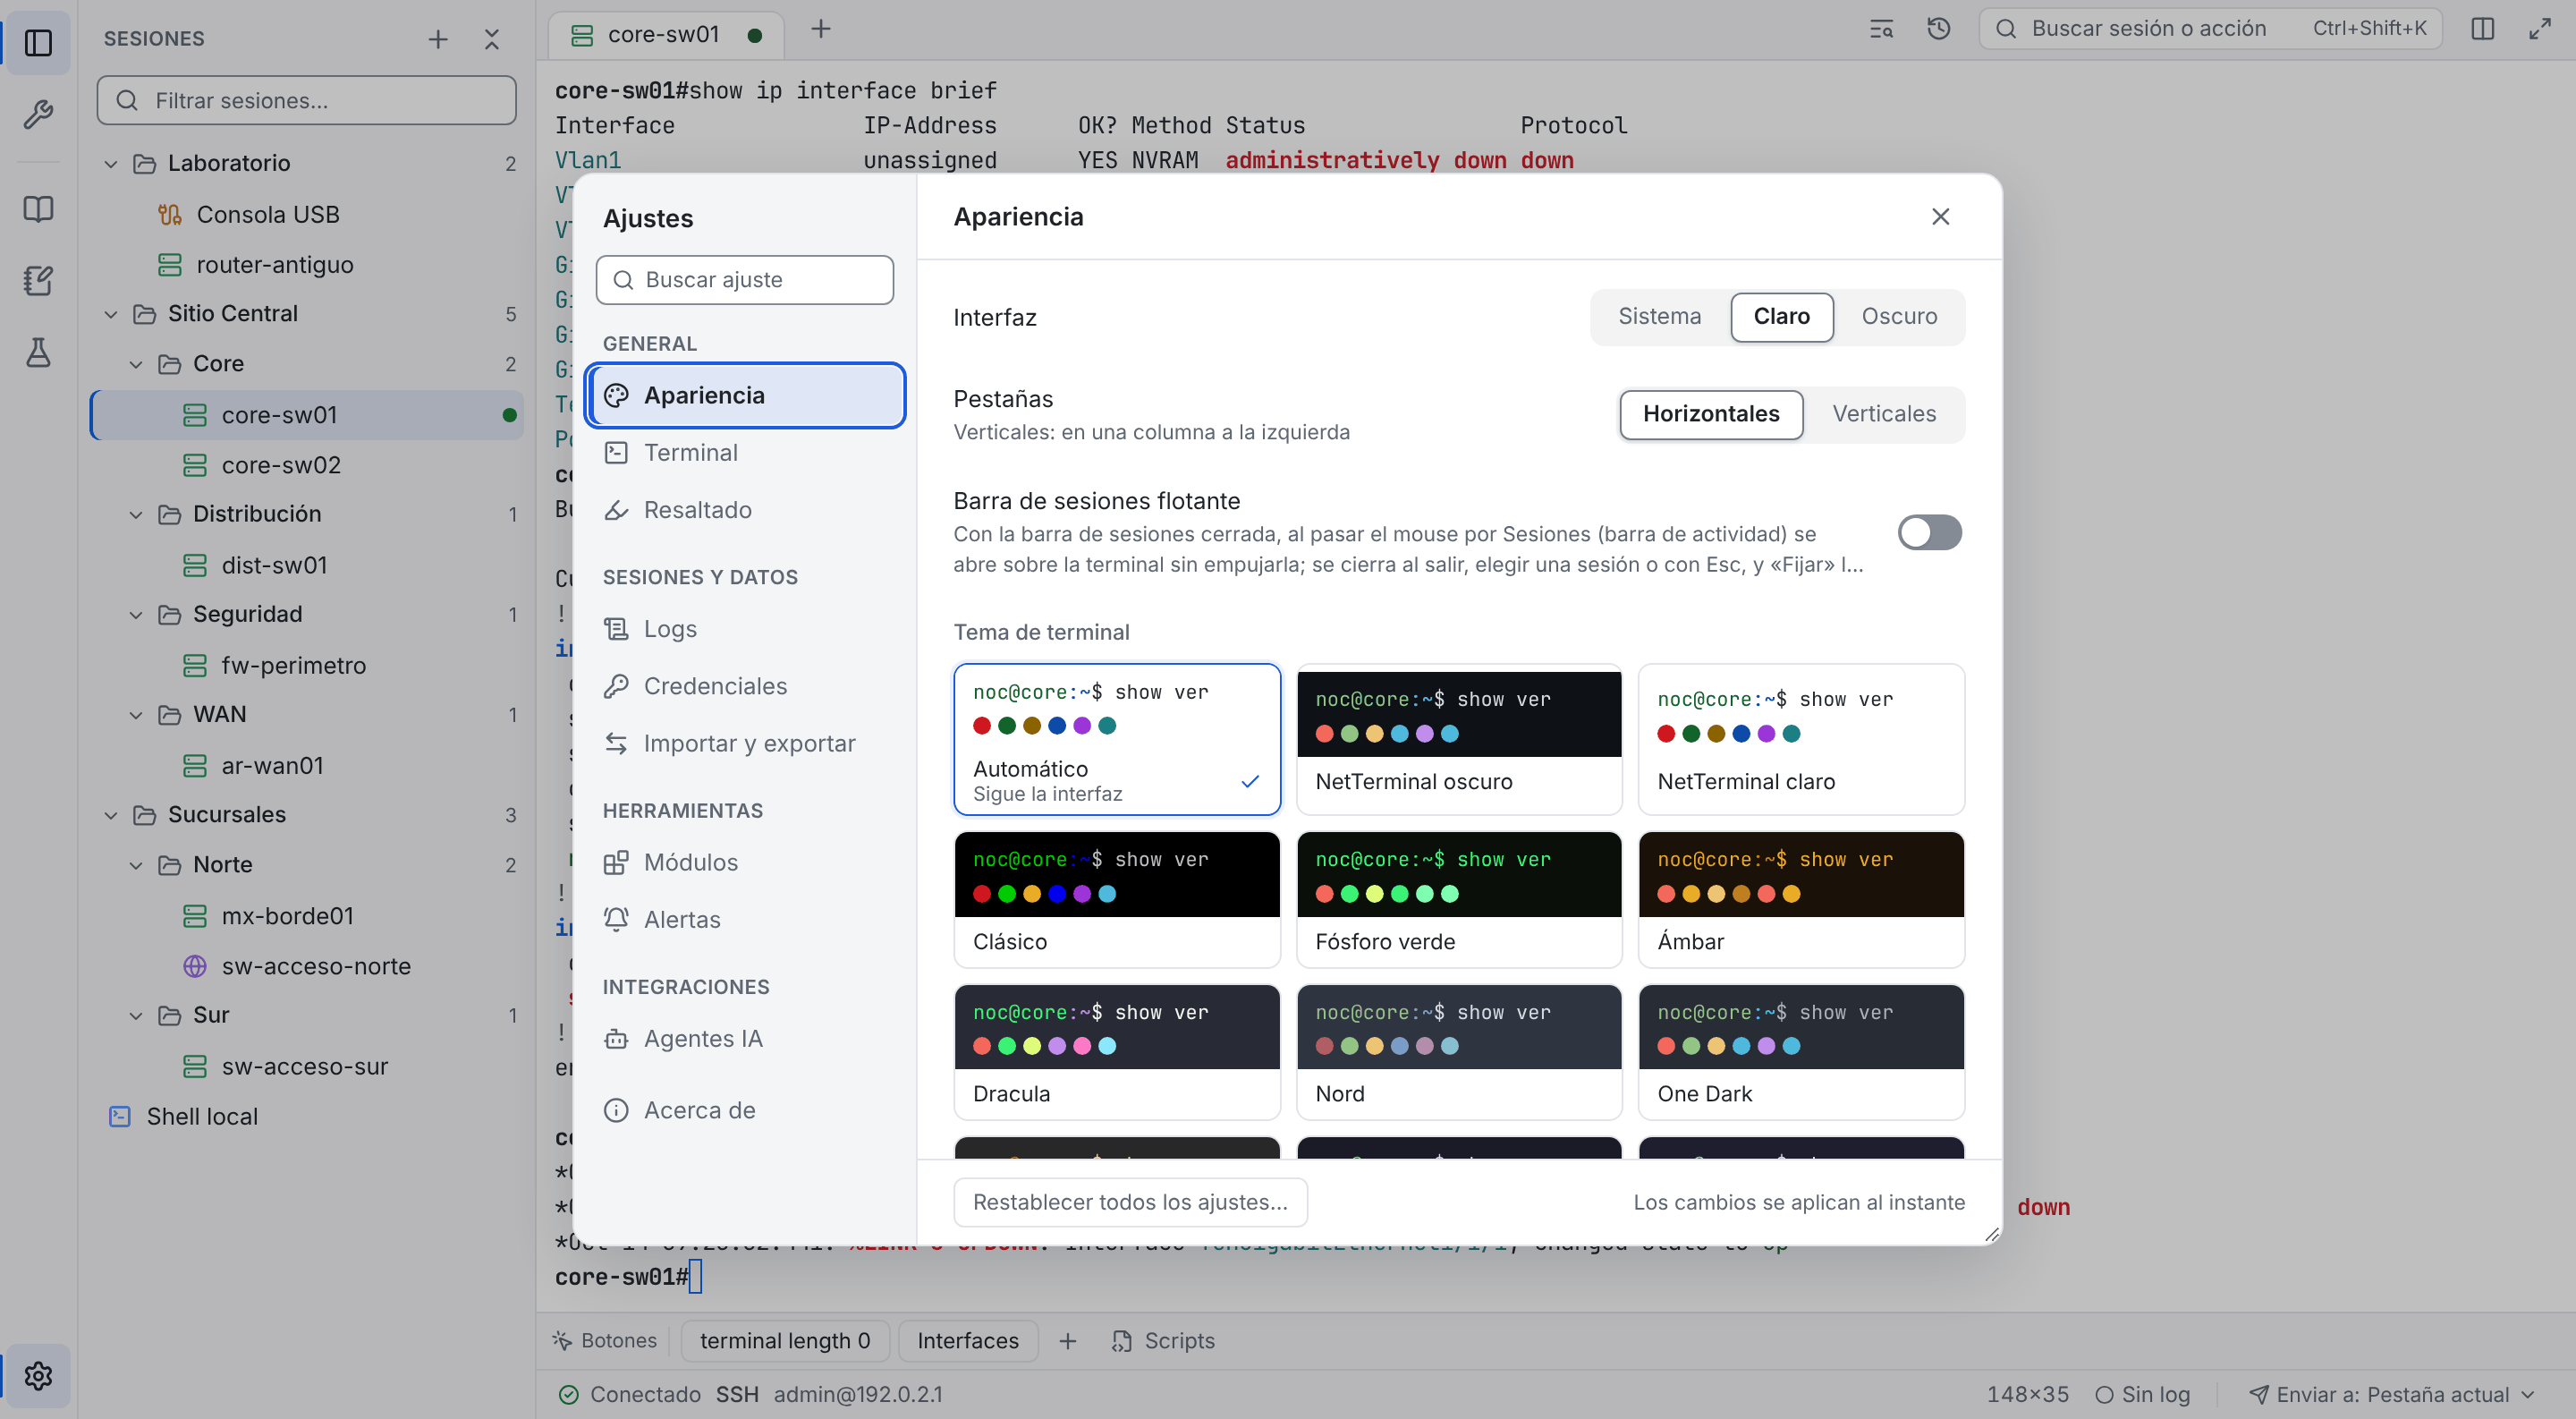 SESIONES
Filtrar sesiones...
Laboratorio 2
Consola USB
router-antiguo
Sitio Central 5
Core 2
core-sw01
core-sw02
Distribución 1
dist-sw01
Seguridad 1
fw-perimetro
WAN 1
ar-wan01
Sucursales 3
Norte 2
mx-borde01
sw-acceso-norte
Sur 1
sw-acceso-sur
Shell local
core-sw01
Buscar sesión o acción Ctrl+Shift+K
core-sw01#show ip interface brief
Interface IP-Address OK? Method Status Protocol
Vlan1 unassigned YES NVRAM administratively down down
Ajustes
Buscar ajuste
GENERAL
Apariencia
Terminal
Resaltado
SESIONES Y DATOS
Logs
Credenciales
Importar y exportar
HERRAMIENTAS
Módulos
Alertas
INTEGRACIONES
Agentes IA
Acerca de
Apariencia
Interfaz
Sistema Claro Oscuro
Pestañas
Verticales: en una columna a la izquierda
Horizontales Verticales
Barra de sesiones flotante
Con la barra de sesiones cerrada, al pasar el mouse por Sesiones (barra de actividad) se
abre sobre la terminal sin empujarla; se cierra al salir, elegir una sesión o con Esc, y «Fijar» l...
Tema de terminal
noc@core:~$ show ver
Automático
Sigue la interfaz
noc@core:~$ show ver
NetTerminal oscuro
noc@core:~$ show ver
NetTerminal claro
noc@core:~$ show ver
Clásico
noc@core:~$ show ver
Fósforo verde
noc@core:~$ show ver
Ámbar
noc@core:~$ show ver
Dracula
noc@core:~$ show ver
Nord
noc@core:~$ show ver
One Dark
Restablecer todos los ajustes...
Los cambios se aplican al instante
down
core-sw01#
Botones
terminal length 0
Interfaces
Scripts
Conectado SSH admin@192.0.2.1
148×35
Sin log
Enviar a: Pestaña actual